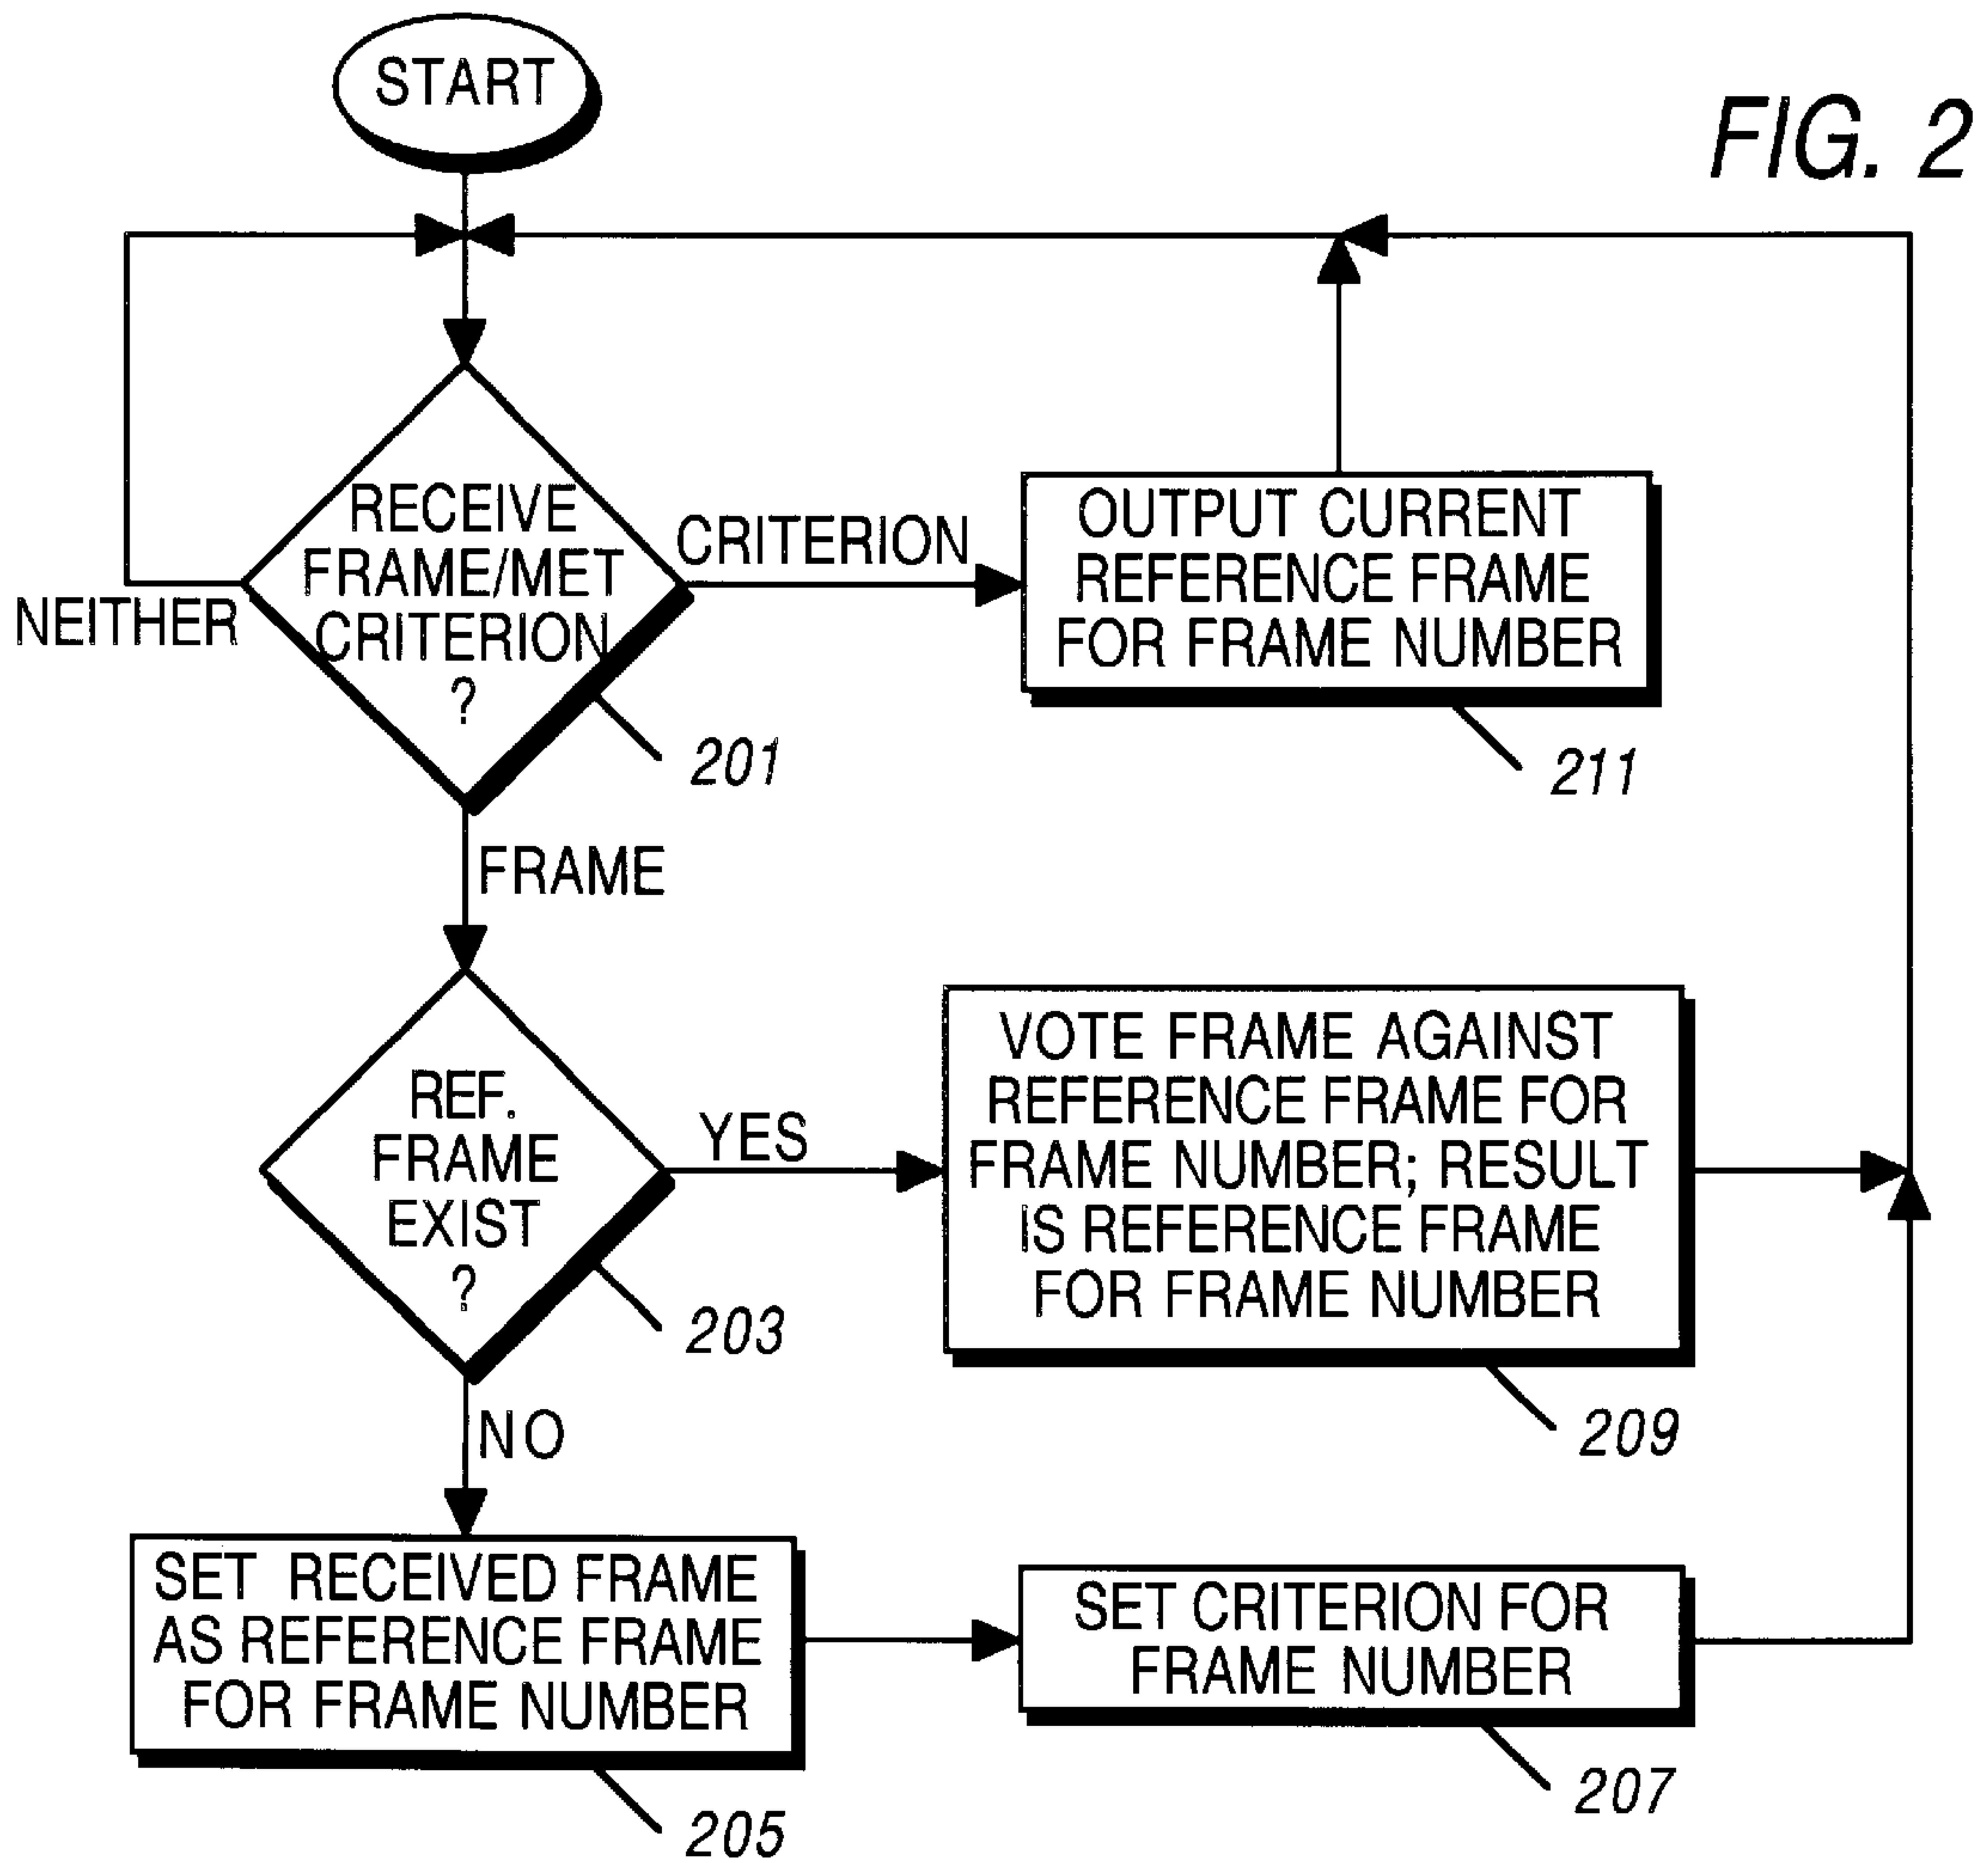 START
FIG. 2
RECEIVE
FRAME/MET
CRITERION
?
NEITHER
CRITERION
201
OUTPUT CURRENT
REFERENCE FRAME
FOR FRAME NUMBER
211
FRAME
REF.
FRAME
EXIST
?
203
YES
VOTE FRAME AGAINST
REFERENCE FRAME FOR
FRAME NUMBER; RESULT
IS REFERENCE FRAME
FOR FRAME NUMBER
209
NO
SET RECEIVED FRAME
AS REFERENCE FRAME
FOR FRAME NUMBER
205
SET CRITERION FOR
FRAME NUMBER
207